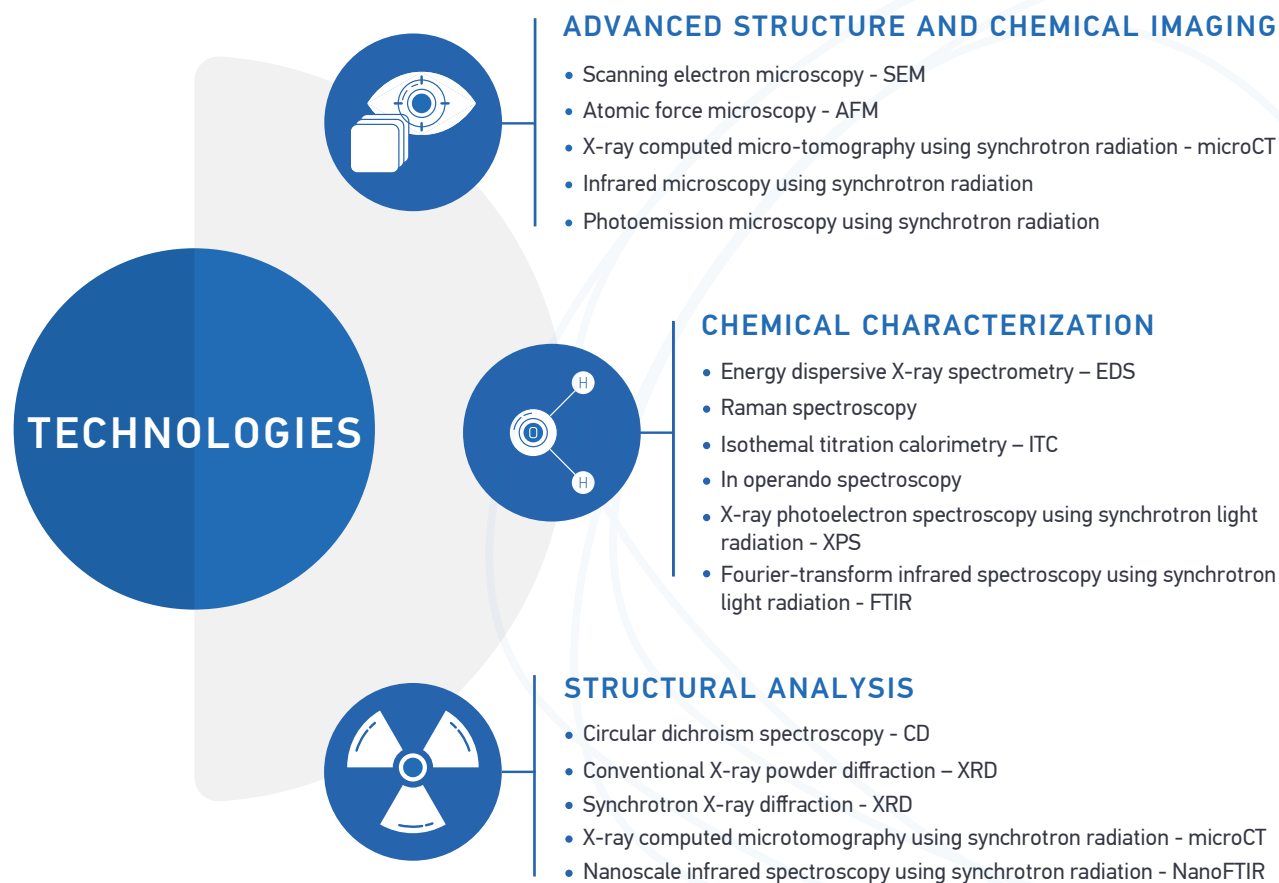 ADVANCED STRUCTURE AND CHEMICAL IMAGING
• Scanning electron microscopy - SEM
• Atomic force microscopy - AFM
• X-ray computed micro-tomography using synchrotron radiation - microCT
• Infrared microscopy using synchrotron radiation
• Photoemission microscopy using synchrotron radiation
TECHNOLOGIES
H
O
H
CHEMICAL CHARACTERIZATION
• Energy dispersive X-ray spectrometry – EDS
• Raman spectroscopy
• Isothemal titration calorimetry – ITC
• In operando spectroscopy
• X-ray photoelectron spectroscopy using synchrotron light
radiation - XPS
• Fourier-transform infrared spectroscopy using synchrotron
light radiation - FTIR
STRUCTURAL ANALYSIS
• Circular dichroism spectroscopy - CD
• Conventional X-ray powder diffraction – XRD
• Synchrotron X-ray diffraction - XRD
• X-ray computed microtomography using synchrotron radiation - microCT
• Nanoscale infrared spectroscopy using synchrotron radiation - NanoFTIR